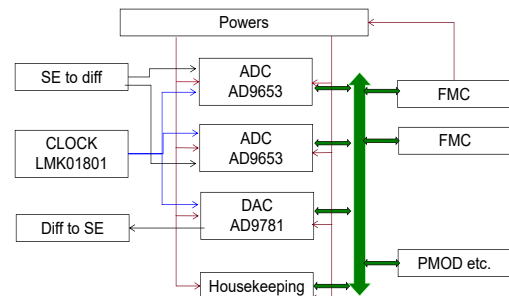 Powers
SE to diff
ADC
AD9653
FMC
CLOCK
LMK01801
ADC
AD9653
FMC
Diff to SE
DAC
AD9781
PMOD etc.
Housekeeping